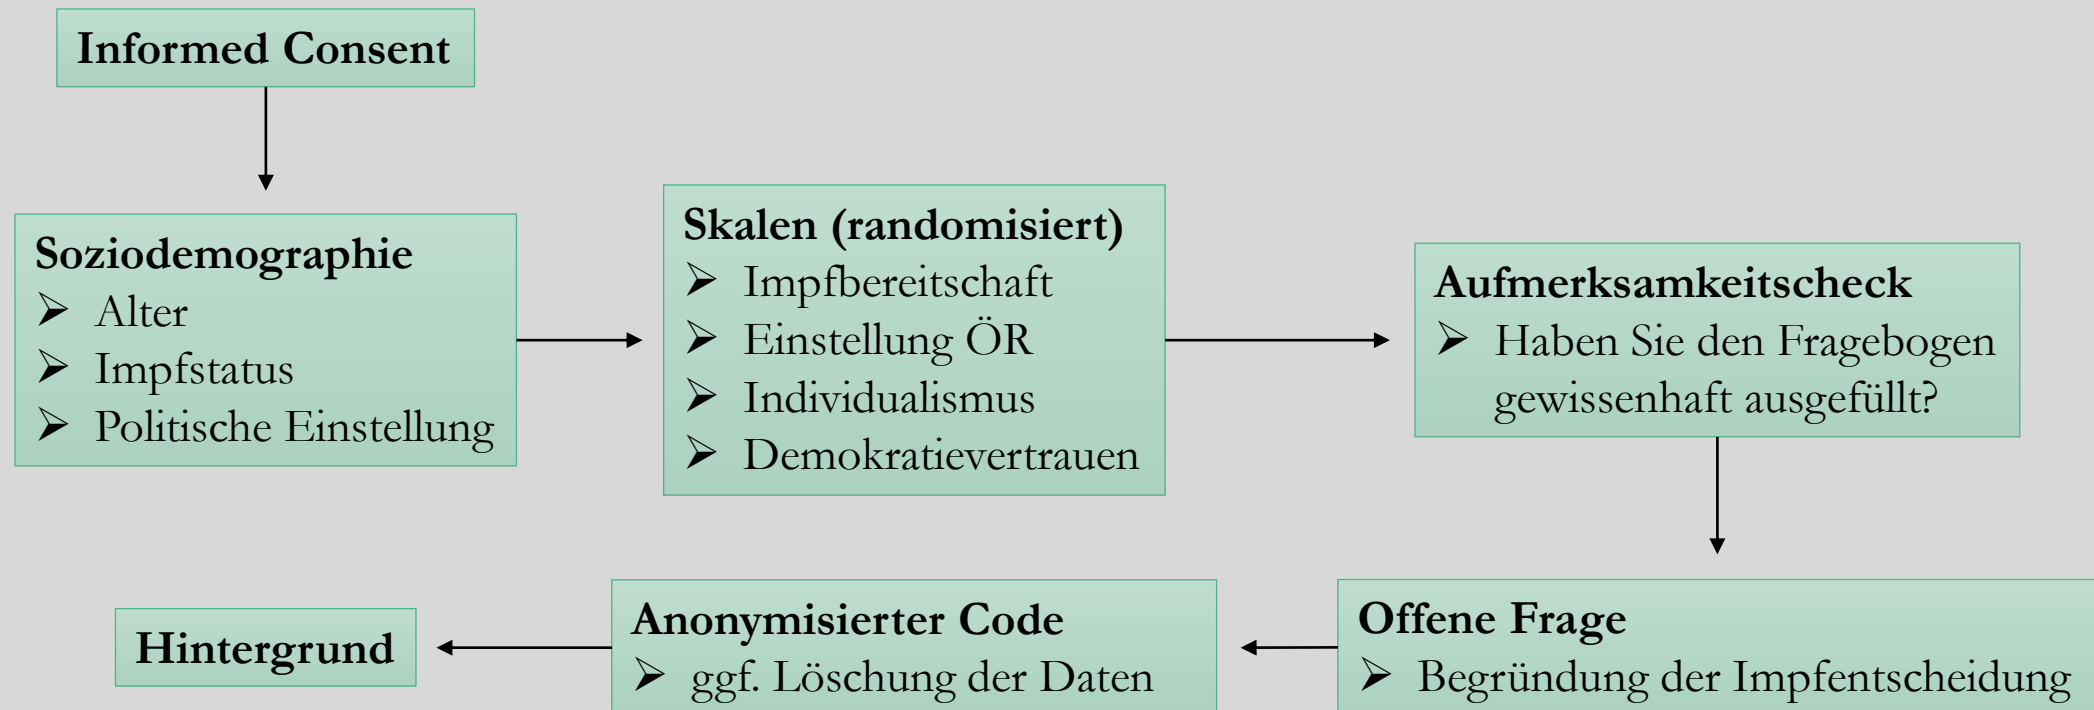 Informed Consent
Soziodemographie
➢ Alter
➢ Impfstatus
➢ Politische Einstellung
Skalen (randomisiert)
➢ Impfbereitschaft
➢ Einstellung ÖR
➢ Individualismus
➢ Demokratievertrauen
Aufmerksamkeitscheck
➢ Haben Sie den Fragebogen
gewissenhaft ausgefüllt?
Offene Frage
➢ Begründung der Impfentscheidung
Anonymisierter Code
➢ ggf. Löschung der Daten
Hintergrund